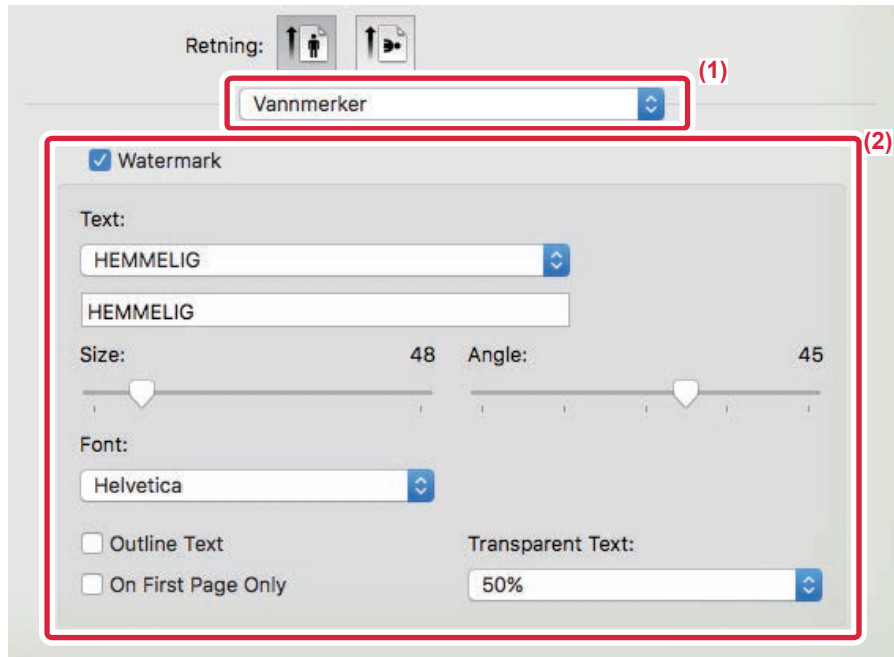 Retning:
(1)
Vannmerker
(2)
Watermark
Text:
HEMMELIG
HEMMELIG
Size: 48 Angle: 45
Font:
Helvetica
Outline Text Transparent Text:
On First Page Only 50%